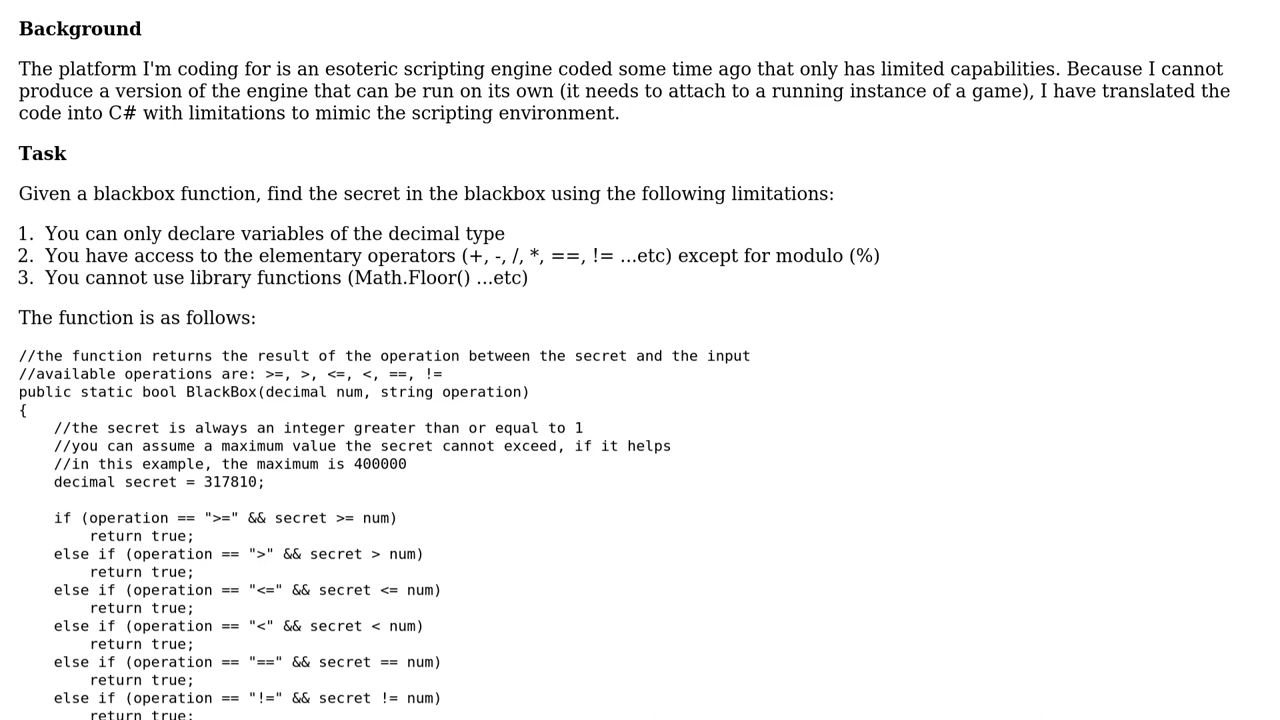 Background
The platform I'm coding for is an esoteric scripting engine coded some time ago that only has limited capabilities. Because I cannot
produce a version of the engine that can be run on its own (it needs to attach to a running instance of a game), I have translated the
code into C# with limitations to mimic the scripting environment.
Task
Given a blackbox function, find the secret in the blackbox using the following limitations:
1. You can only declare variables of the decimal type
2. You have access to the elementary operators (+, -, /, *, ==, != ...etc) except for modulo (%)
3. You cannot use library functions (Math.Floor() ...etc)
The function is as follows:
//the function returns the result of the operation between the secret and the input
//available operations are: >=, >, <=, <, ==, !=
public static bool BlackBox(decimal num, string operation)
{
    //the secret is always an integer greater than or equal to 1
    //you can assume a maximum value the secret cannot exceed, if it helps
    //in this example, the maximum is 400000
    decimal secret = 317810;
    if (operation == ">=" && secret >= num)
        return true;
    else if (operation == ">" && secret > num)
        return true;
    else if (operation == "<=" && secret <= num)
        return true;
    else if (operation == "<" && secret < num)
        return true;
    else if (operation == "==" && secret == num)
        return true;
    else if (operation == "!=" && secret != num)
        return true;